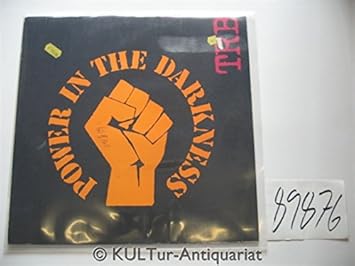 POWER IN THE DARKNESS
TRB
89876
© KULTur-Antiquariat